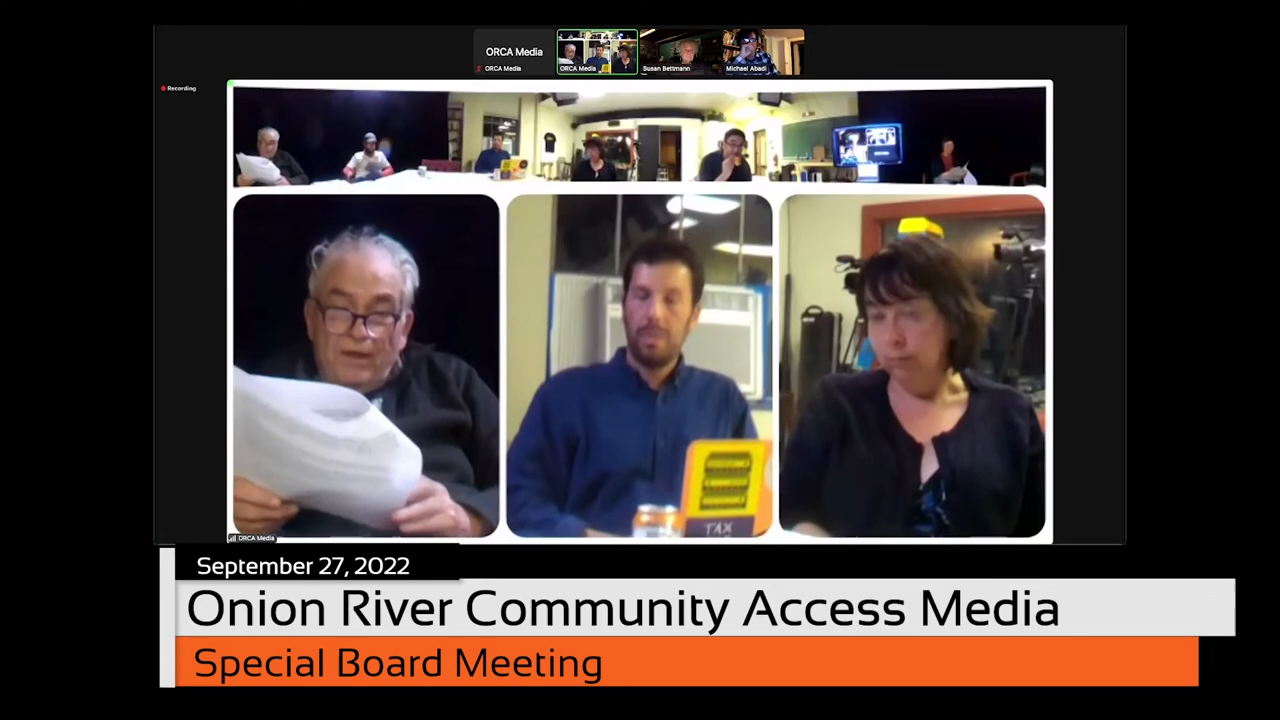 ORCA Media
ORCA Media
ORCA Media
Susan Bettmann
Michael Abadi
Recording
TAX
ORCA Media
September 27, 2022
Onion River Community Access Media
Special Board Meeting